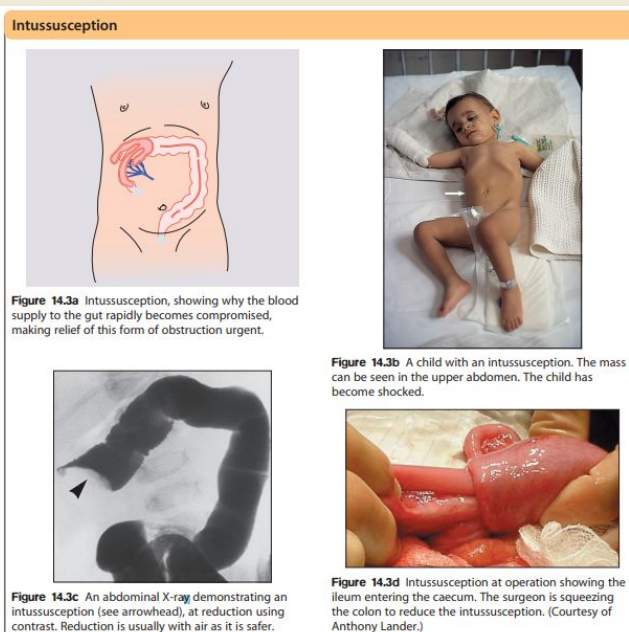 Intussusception
Figure 14.3a Intussusception, showing why the blood
supply to the gut rapidly becomes compromised,
making relief of this form of obstruction urgent.
Figure 14.3b A child with an intussusception. The mass
can be seen in the upper abdomen. The child has
become shocked.
Figure 14.3c An abdominal X-ray demonstrating an
intussusception (see arrowhead), at reduction using
contrast. Reduction is usually with air as it is safer.
Figure 14.3d Intussusception at operation showing the
ileum entering the caecum. The surgeon is squeezing
the colon to reduce the intussusception. (Courtesy of
Anthony Lander.)